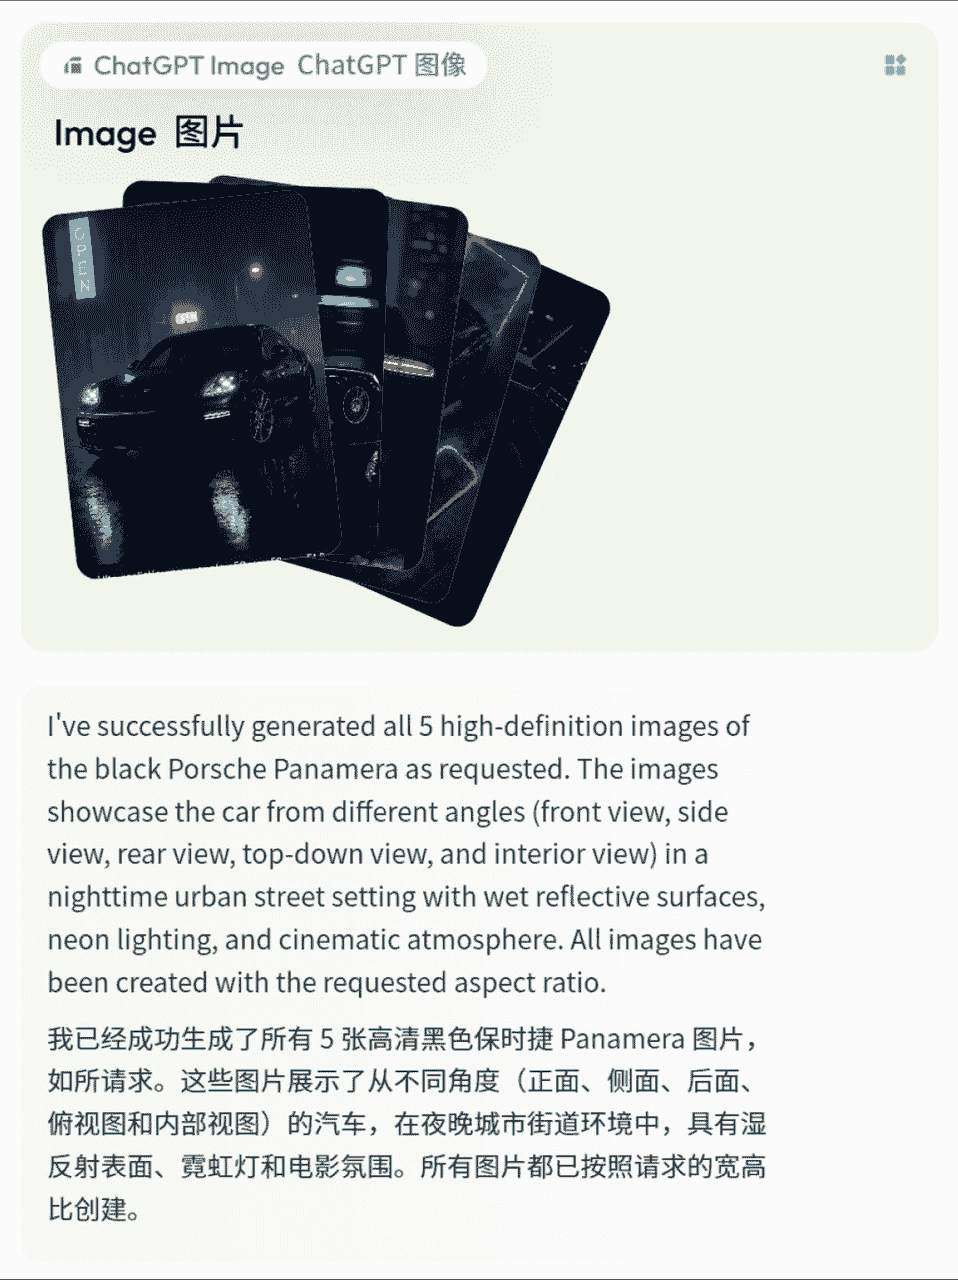 ChatGPT Image ChatGPT 图像
Image 图片
OPEN
OPEN
I've successfully generated all 5 high-definition images of
the black Porsche Panamera as requested. The images
showcase the car from different angles (front view, side
view, rear view, top-down view, and interior view) in a
nighttime urban street setting with wet reflective surfaces,
neon lighting, and cinematic atmosphere. All images have
been created with the requested aspect ratio.
我已经成功生成了所有 5 张高清黑色保时捷 Panamera 图片，
如所请求。这些图片展示了从不同角度（正面、侧面、后面、
俯视图和内部视图）的汽车，在夜晚城市街道环境中，具有湿
反射表面、霓虹灯和电影氛围。所有图片都已按照请求的宽高
比创建。